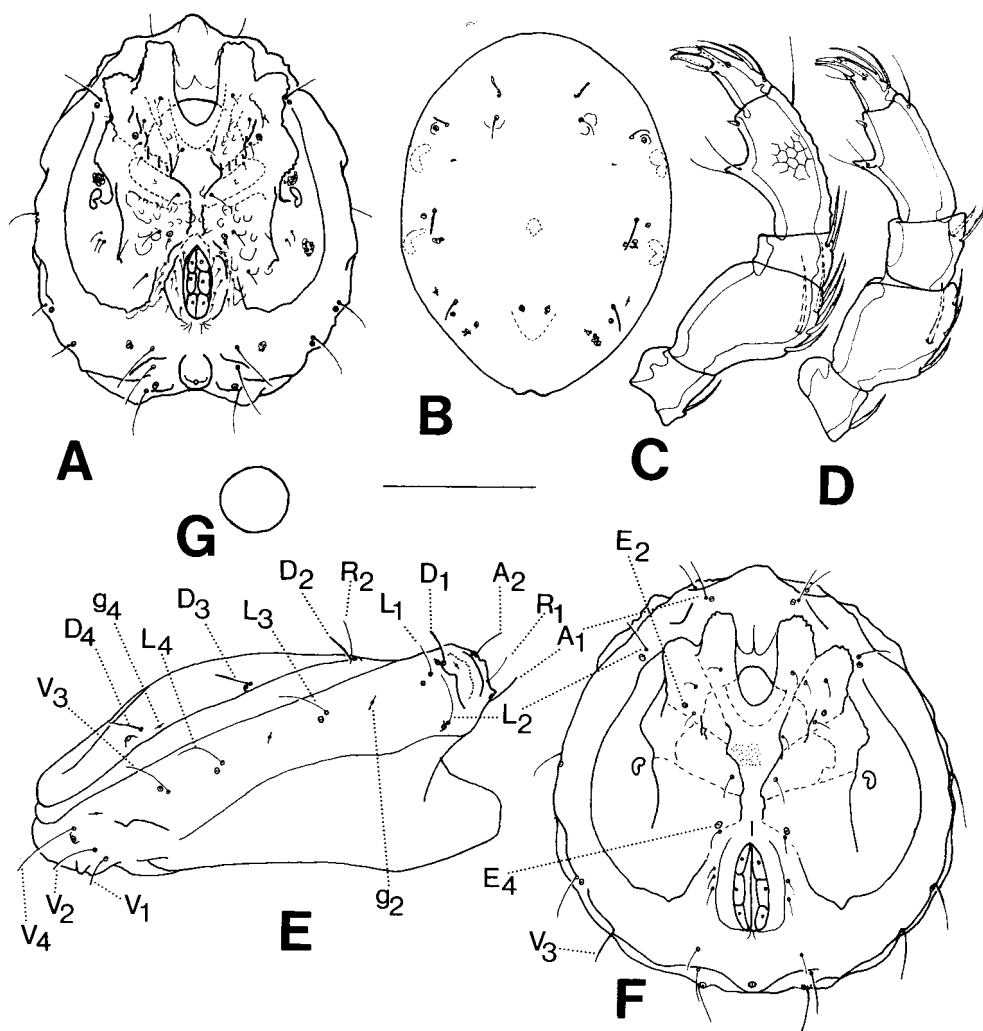 A
B
C
D
G
E₂
D₂
R₂
D₁
A₂
g₄
D₃
L₃
L₁
R₁
D₄
L₄
A₁
V₃
L₂
E₄
g₂
V₁
V₂
V₄
E
V₃
F